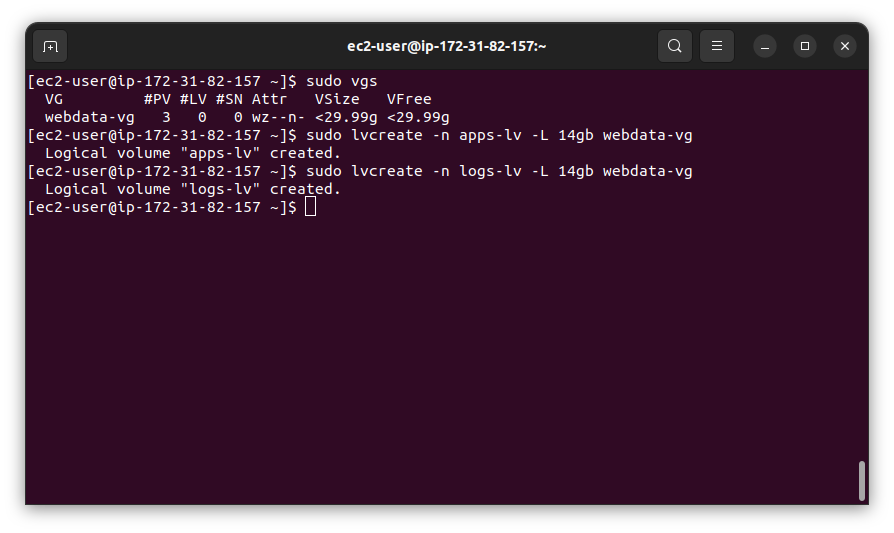 ec2-user@ip-172-31-82-157:~
[ec2-user@ip-172-31-82-157 ~]$ sudo vgs
  VG         #PV #LV #SN Attr   VSize   VFree
  webdata-vg   3   0   0 wz--n- <29.99g <29.99g
[ec2-user@ip-172-31-82-157 ~]$ sudo lvcreate -n apps-lv -L 14gb webdata-vg
  Logical volume "apps-lv" created.
[ec2-user@ip-172-31-82-157 ~]$ sudo lvcreate -n logs-lv -L 14gb webdata-vg
  Logical volume "logs-lv" created.
[ec2-user@ip-172-31-82-157 ~]$